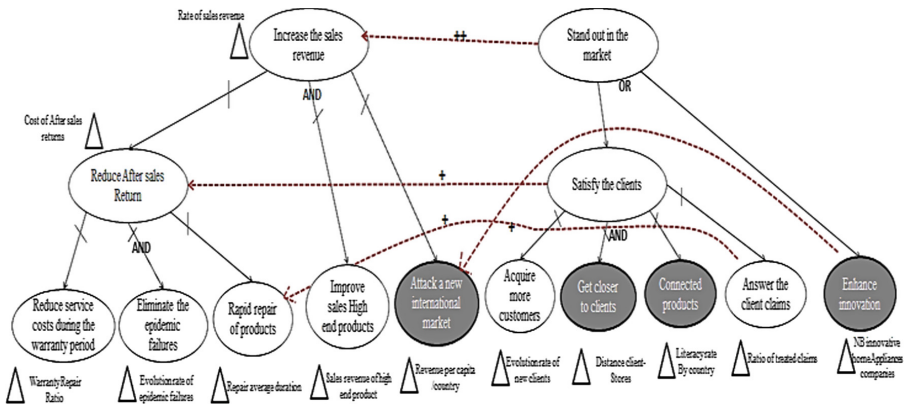 Rate of sales revenue
Increase the sales
revenue
++
Stand out in the
market
AND
OR
Cost of After sales
returns
Reduce After sales
Return
+
Satisfy the clients
+
+
AND
AND
Reduce service
costs during the
warranty period
Eliminate the
epidemic
failures
Rapid repair
of products
Improve
sales High
end products
Attack a new
international
market
Acquire
more
customers
Get closer
to clients
Connected
products
Answer the
client claims
Enhance
innovation
Warranty Repair
Ratio
Evolution rate of
epidemic failures
Repair average duration
Sales revenue of high
end product
Revenue per capita
/country
Evolution rate of
new clients
Distance client-
Stores
Literacy rate
By country
Ratio of treated claims
NB innovative
homeAppliances
companies